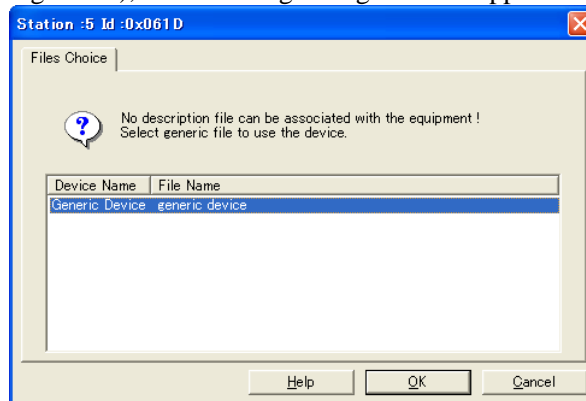 Station :5 Id :0x061D
Files Choice
No description file can be associated with the equipment !
Select generic file to use the device.
Device Name File Name
Generic Device generic device
Help OK Cancel